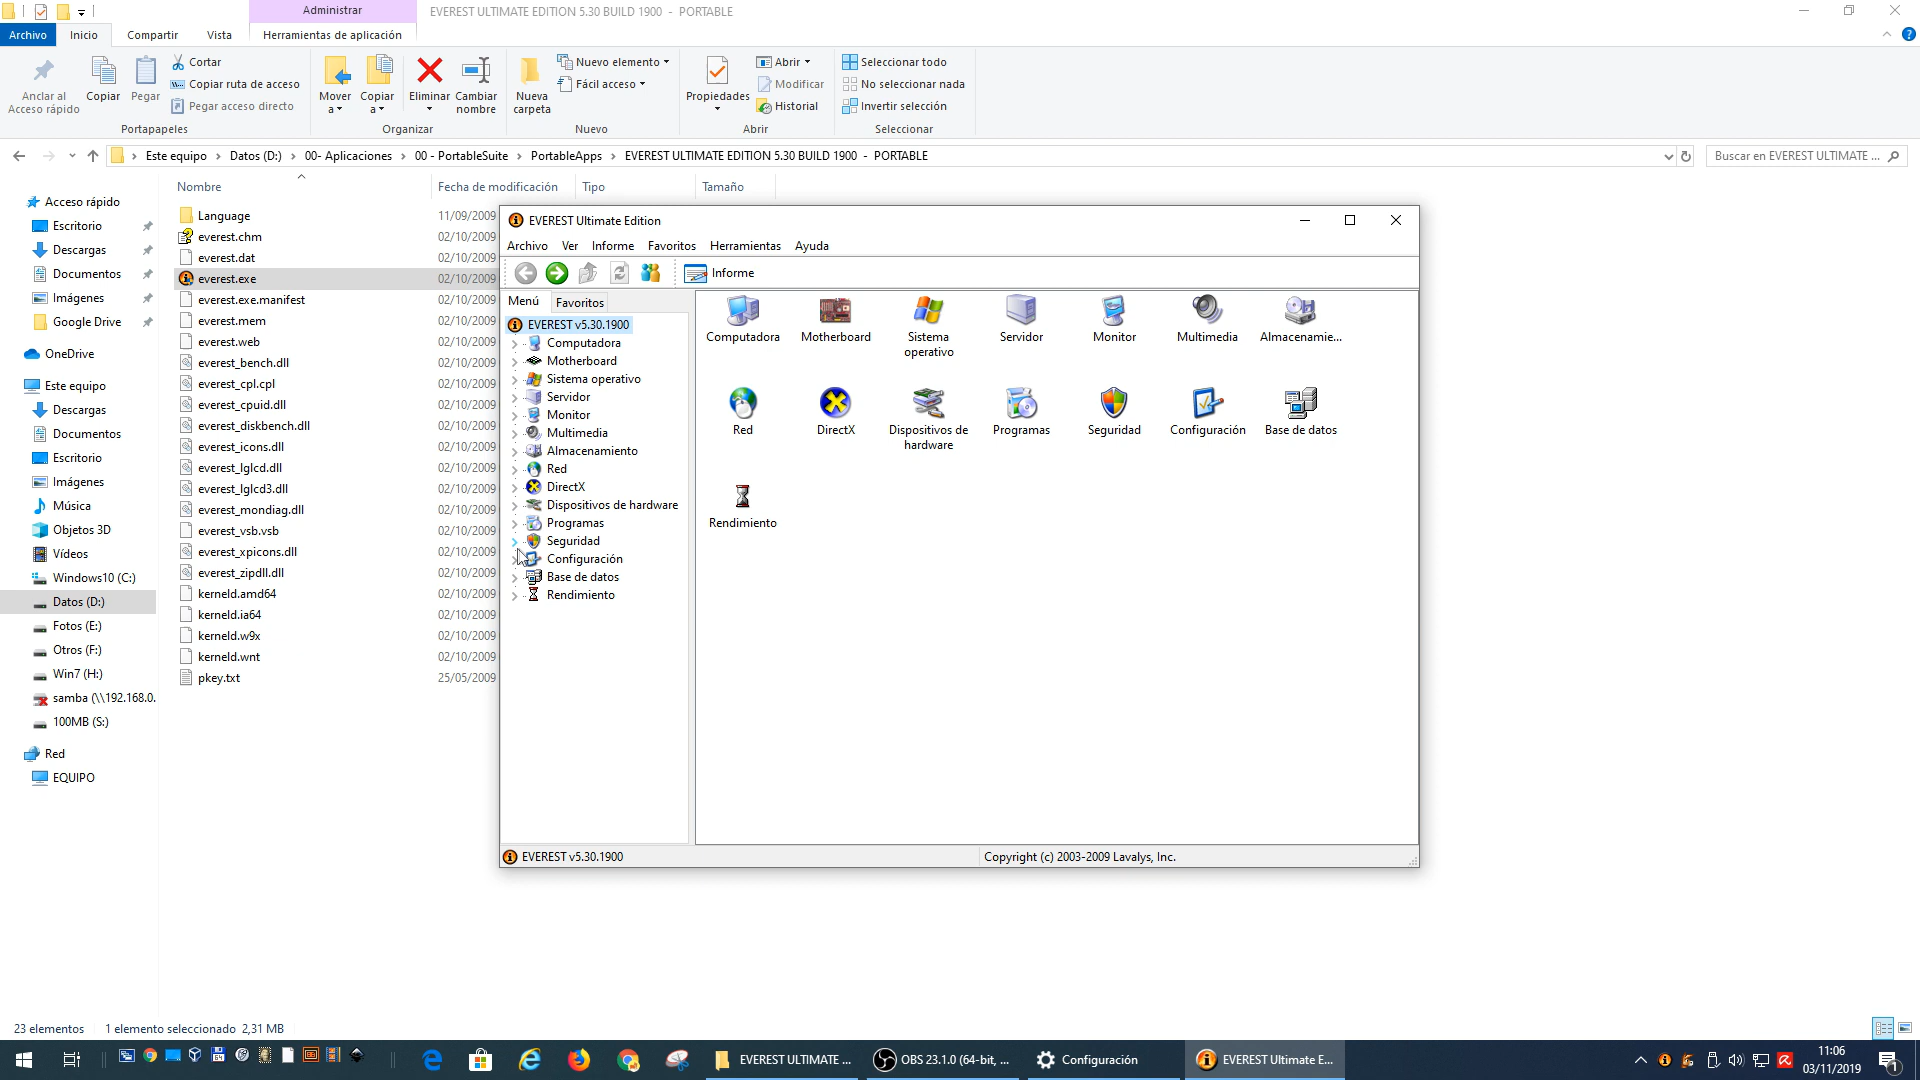 Administrar
EVEREST ULTIMATE EDITION 5.30 BUILD 1900 - PORTABLE
Archivo
Inicio
Compartir
Vista
Herramientas de aplicación
Anclar al
Acceso rápido
Copiar
Pegar
Cortar
Copiar ruta de acceso
Pegar acceso directo
Portapapeles
Mover
a
Copiar
a
Eliminar
Cambiar
nombre
Organizar
Nueva
carpeta
Nuevo elemento
Fácil acceso
Nuevo
Propiedades
Abrir
Modificar
Historial
Abrir
Seleccionar todo
No seleccionar nada
Invertir selección
Seleccionar
Este equipo > Datos (D:) > 00- Aplicaciones > 00 - PortableSuite > PortableApps > EVEREST ULTIMATE EDITION 5.30 BUILD 1900 - PORTABLE
Buscar en EVEREST ULTIMATE ...
Nombre
Fecha de modificación
Tipo
Tamaño
Acceso rápido
Escritorio
Descargas
Documentos
Imágenes
Google Drive
OneDrive
Este equipo
Descargas
Documentos
Escritorio
Imágenes
Música
Objetos 3D
Vídeos
Windows10 (C:)
Datos (D:)
Fotos (E:)
Otros (F:)
Win7 (H:)
samba (\\192.168.0.
100MB (S:)
Red
EQUIPO
Language 11/09/2009
everest.chm 02/10/2009
everest.dat 02/10/2009
everest.exe 02/10/2009
everest.exe.manifest 02/10/2009
everest.mem 02/10/2009
everest.web 02/10/2009
everest_bench.dll 02/10/2009
everest_cpl.cpl 02/10/2009
everest_cpuid.dll 02/10/2009
everest_diskbench.dll 02/10/2009
everest_icons.dll 02/10/2009
everest_lglcd.dll 02/10/2009
everest_lglcd3.dll 02/10/2009
everest_mondiag.dll 02/10/2009
everest_vsb.vsb 02/10/2009
everest_xpicons.dll 02/10/2009
everest_zipdll.dll 02/10/2009
kerneld.amd64 02/10/2009
kerneld.ia64 02/10/2009
kerneld.w9x 02/10/2009
kerneld.wnt 02/10/2009
pkey.txt 25/05/2009
EVEREST Ultimate Edition
Archivo Ver Informe Favoritos Herramientas Ayuda
Informe
Menú
Favoritos
EVEREST v5.30.1900
Computadora
Motherboard
Sistema operativo
Servidor
Monitor
Multimedia
Almacenamiento
Red
DirectX
Dispositivos de hardware
Programas
Seguridad
Configuración
Base de datos
Rendimiento
Computadora
Motherboard
Sistema
operativo
Servidor
Monitor
Multimedia
Almacenamie...
Red
DirectX
Dispositivos de
hardware
Programas
Seguridad
Configuración
Base de datos
Rendimiento
EVEREST v5.30.1900
Copyright (c) 2003-2009 Lavalys, Inc.
23 elementos
1 elemento seleccionado 2,31 MB
EVEREST ULTIMATE ...
OBS 23.1.0 (64-bit, ...
Configuración
EVEREST Ultimate E...
11:06
03/11/2019
1